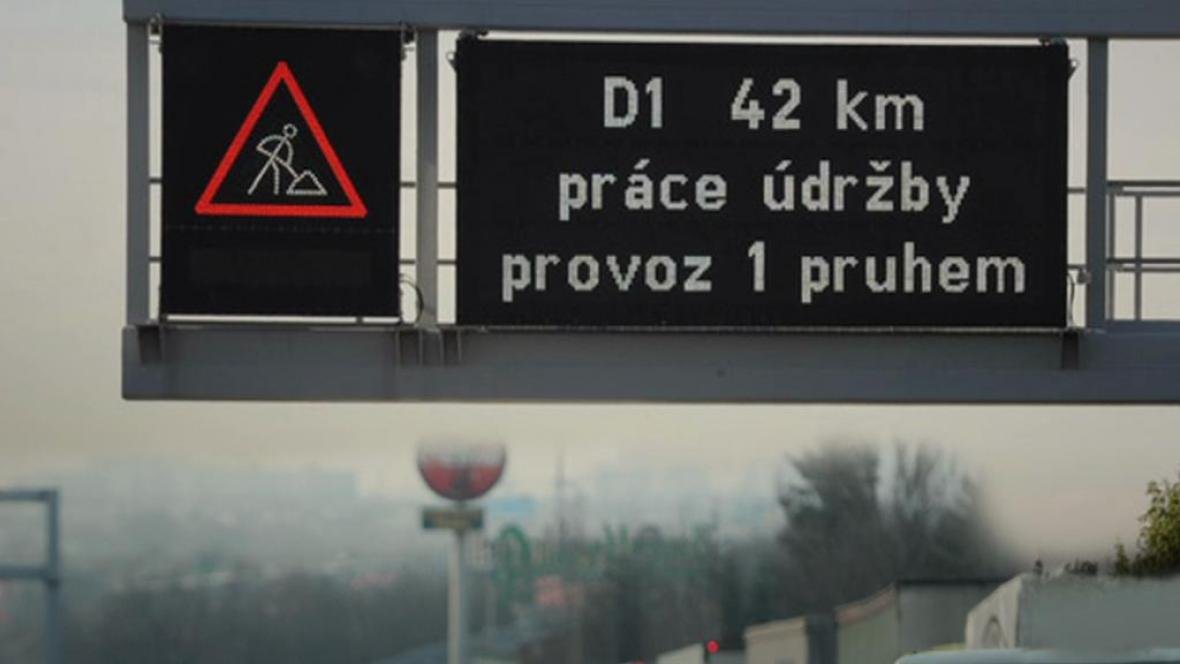 D1 42 km
práce údržby
provoz 1 pruhem